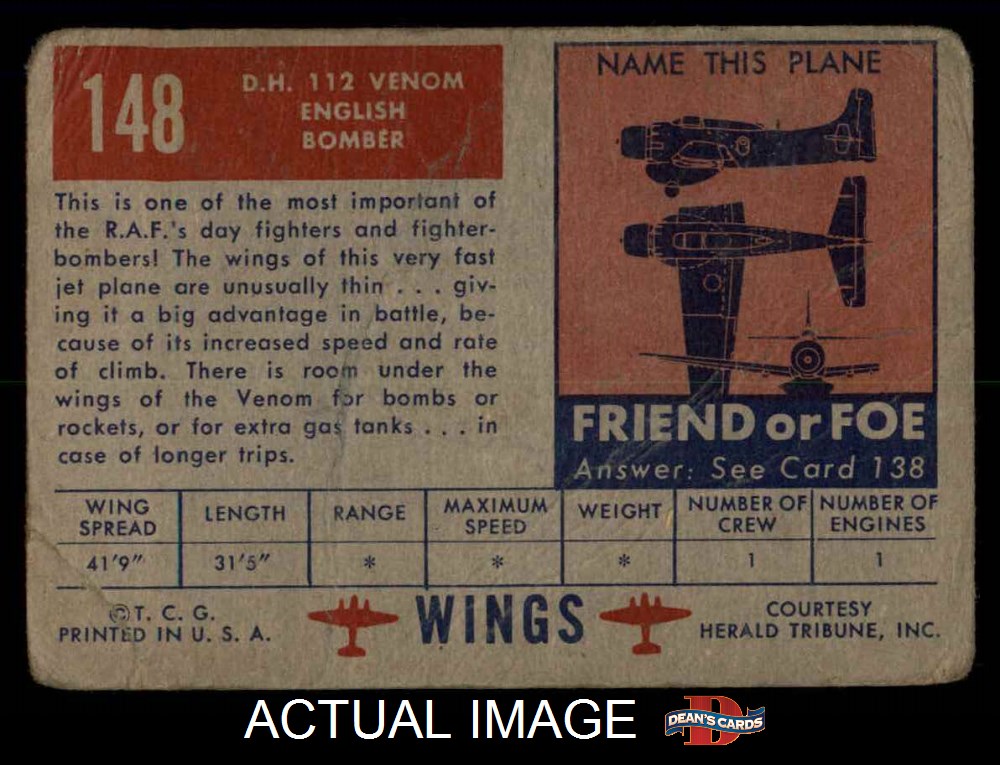 148
D.H. 112 VENOM
ENGLISH
BOMBER
This is one of the most important of
the R.A.F.'s day fighters and fighter-
bombers! The wings of this very fast
jet plane are unusually thin . . . giv-
ing it a big advantage in battle, be-
cause of its increased speed and rate
of climb. There is room under the
wings of the Venom for bombs or
rockets, or for extra gas tanks . . . in
case of longer trips.
NAME THIS PLANE
FRIEND or FOE
Answer: See Card 138
WING SPREAD LENGTH RANGE MAXIMUM SPEED WEIGHT NUMBER OF CREW NUMBER OF ENGINES
41'9" 31'5" * * * 1 1
©T. C. G.
PRINTED IN U. S. A.
WINGS
COURTESY
HERALD TRIBUNE, INC.
ACTUAL IMAGE
D
DEAN'S CARDS